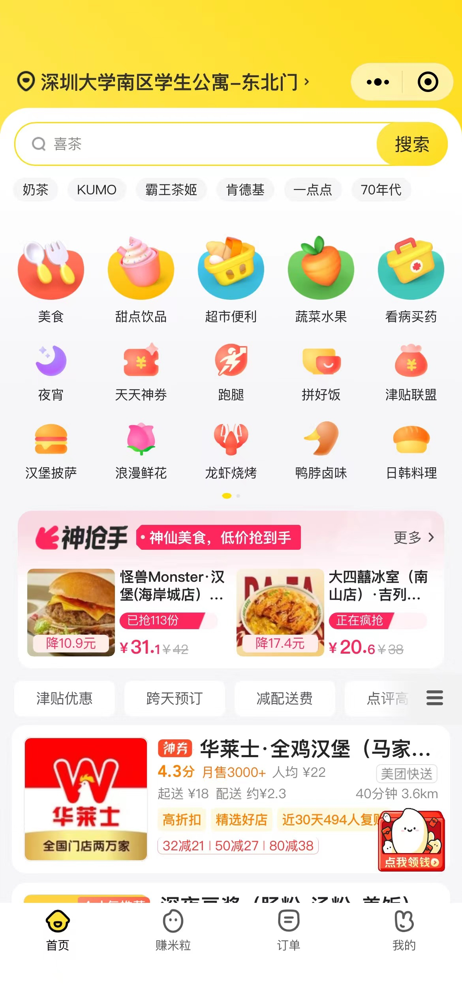 深圳大学南区学生公寓-东北门
喜茶
搜索
奶茶 KUMO 霸王茶姬 肯德基 一点点 70年代
美食 甜点饮品 超市便利 蔬菜水果 看病买药
夜宵 天天神券 跑腿 拼好饭 津贴联盟
汉堡披萨 浪漫鲜花 龙虾烧烤 鸭脖卤味 日韩料理
神抢手 ·神仙美食，低价抢到手 更多
怪兽Monster·汉
堡(海岸城店）...
已抢113份
降10.9元
¥31.1 ¥42
大四囍冰室（南
山店）·吉列...
正在疯抢
降17.4元
¥20.6 ¥38
津贴优惠 跨天预订 减配送费 点评高
神券 华莱士·全鸡汉堡（马家...
4.3分 月售3000+ 人均 ¥22 美团快送
起送 ¥18 配送 约¥2.3 40分钟 3.6km
高折扣 精选好店 近30天494人复购
32减21 50减27 80减38
华莱士
全国门店两万家
点我领钱
首页 赚米粒 订单 我的